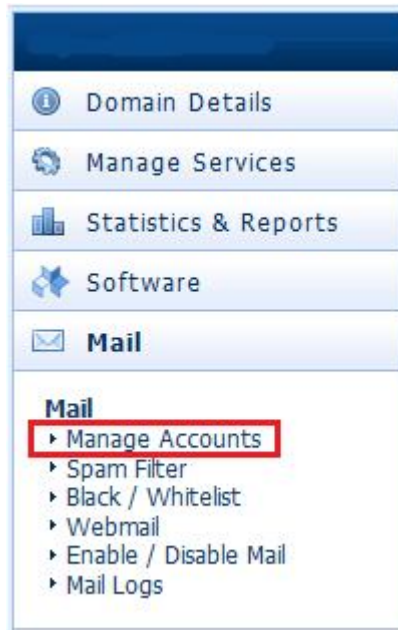 Domain Details
Manage Services
Statistics & Reports
Software
Mail
Mail
Manage Accounts
Spam Filter
Black / Whitelist
Webmail
Enable / Disable Mail
Mail Logs